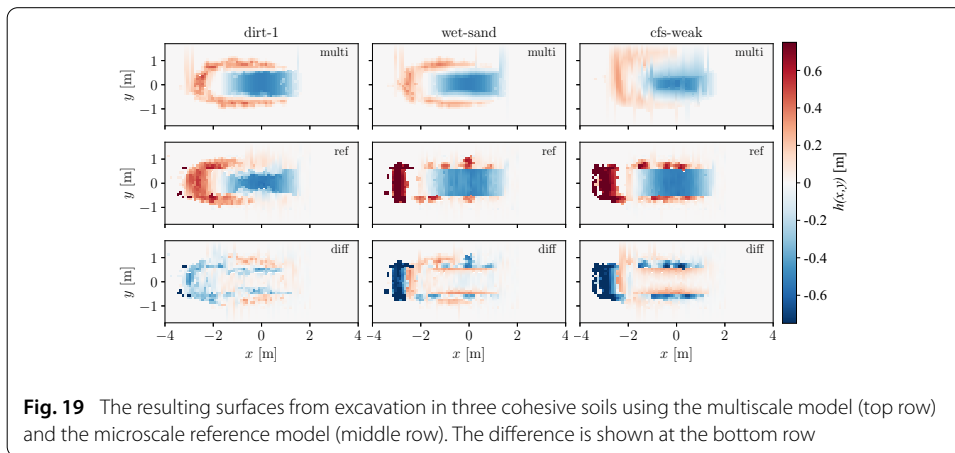 dirt-1 wet-sand cfs-weak
multi multi multi
y [m] 1 0 −1
0.6
0.4
0.2
0
-0.2
-0.4
-0.6
h(x,y) [m]
ref ref ref
y [m] 1 0 −1
diff diff diff
y [m] 1 0 −1
−4 −2 0 2 4 −2 0 2 4 −2 0 2 4
x [m] x [m] x [m]
Fig. 19 The resulting surfaces from excavation in three cohesive soils using the multiscale model (top row)
and the microscale reference model (middle row). The difference is shown at the bottom row